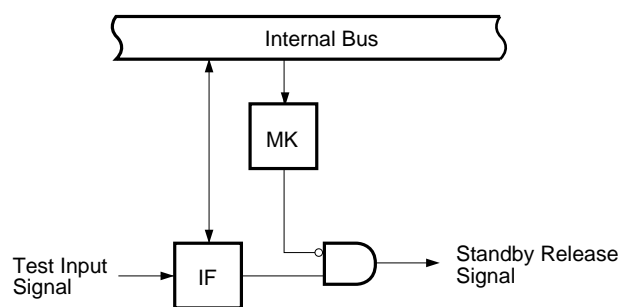 Internal Bus
MK
Test Input
Signal
IF
Standby Release
Signal